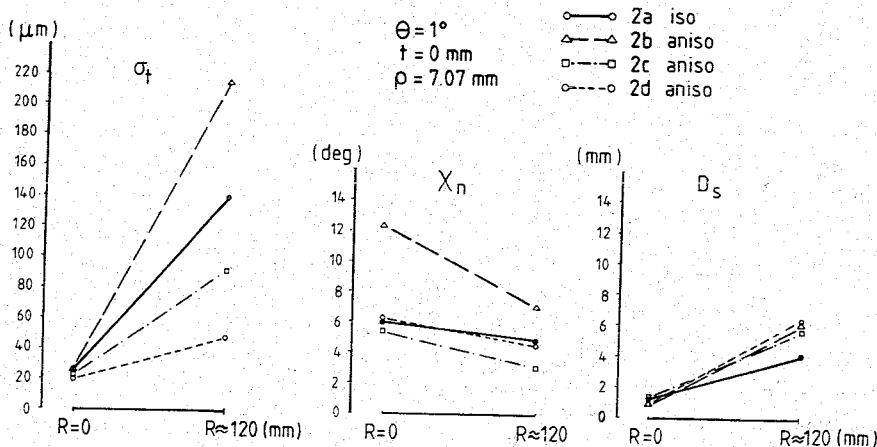 (μm)
σt
220
200
180
160
140
120
100
80
60
40
20
0
R=0
R≈120 (mm)
Θ = 1°
t = 0 mm
ρ = 7.07 mm
2a iso
2b aniso
2c aniso
2d aniso
(deg)
χn
14
12
10
8
6
4
2
0
R=0
R≈120
(mm)
Ds
14
12
10
8
6
4
2
0
R=0
R≈120 (mm)